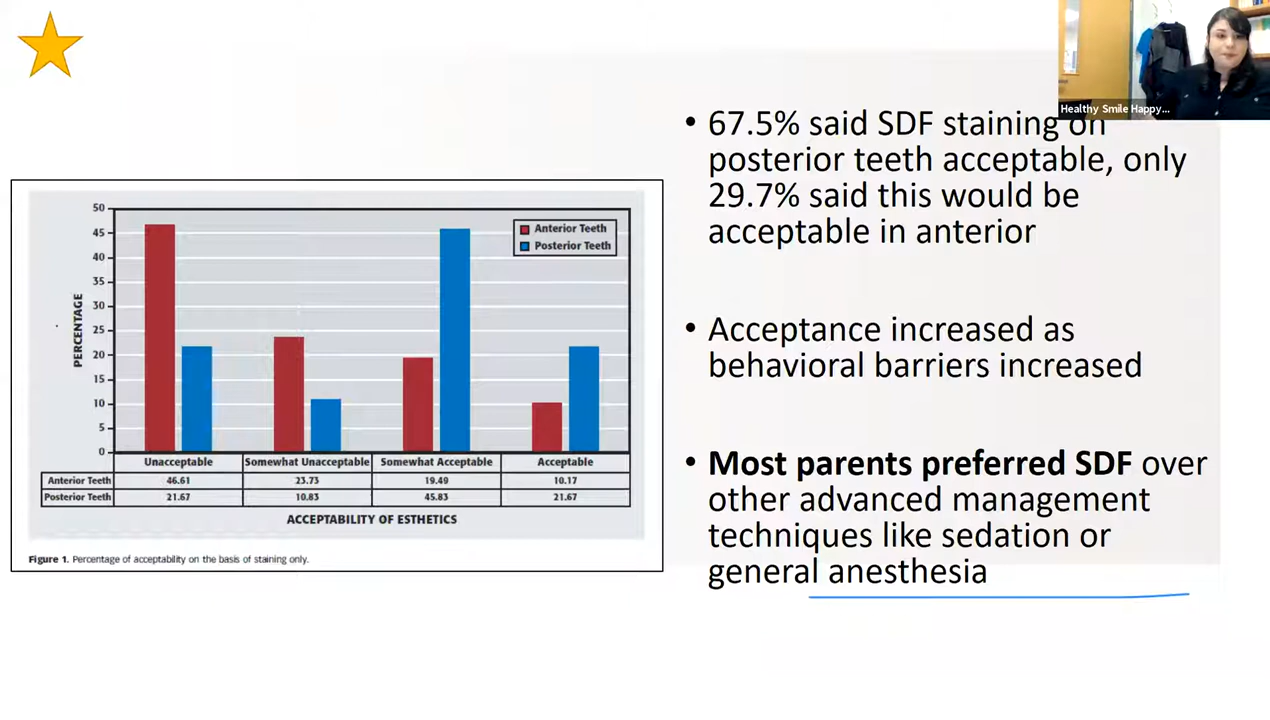 Healthy Smile Happy...
• 67.5% said SDF staining on
posterior teeth acceptable, only
29.7% said this would be
acceptable in anterior
• Acceptance increased as
behavioral barriers increased
• Most parents preferred SDF over
other advanced management
techniques like sedation or
general anesthesia
50
45
40
35
30
25
20
15
10
5
0
PERCENTAGE
Anterior Teeth
Posterior Teeth
Unacceptable Somewhat Unacceptable Somewhat Acceptable Acceptable
Anterior Teeth 46.61 23.73 19.49 10.17
Posterior Teeth 21.67 10.83 45.83 21.67
ACCEPTABILITY OF ESTHETICS
Figure 1. Percentage of acceptability on the basis of staining only.